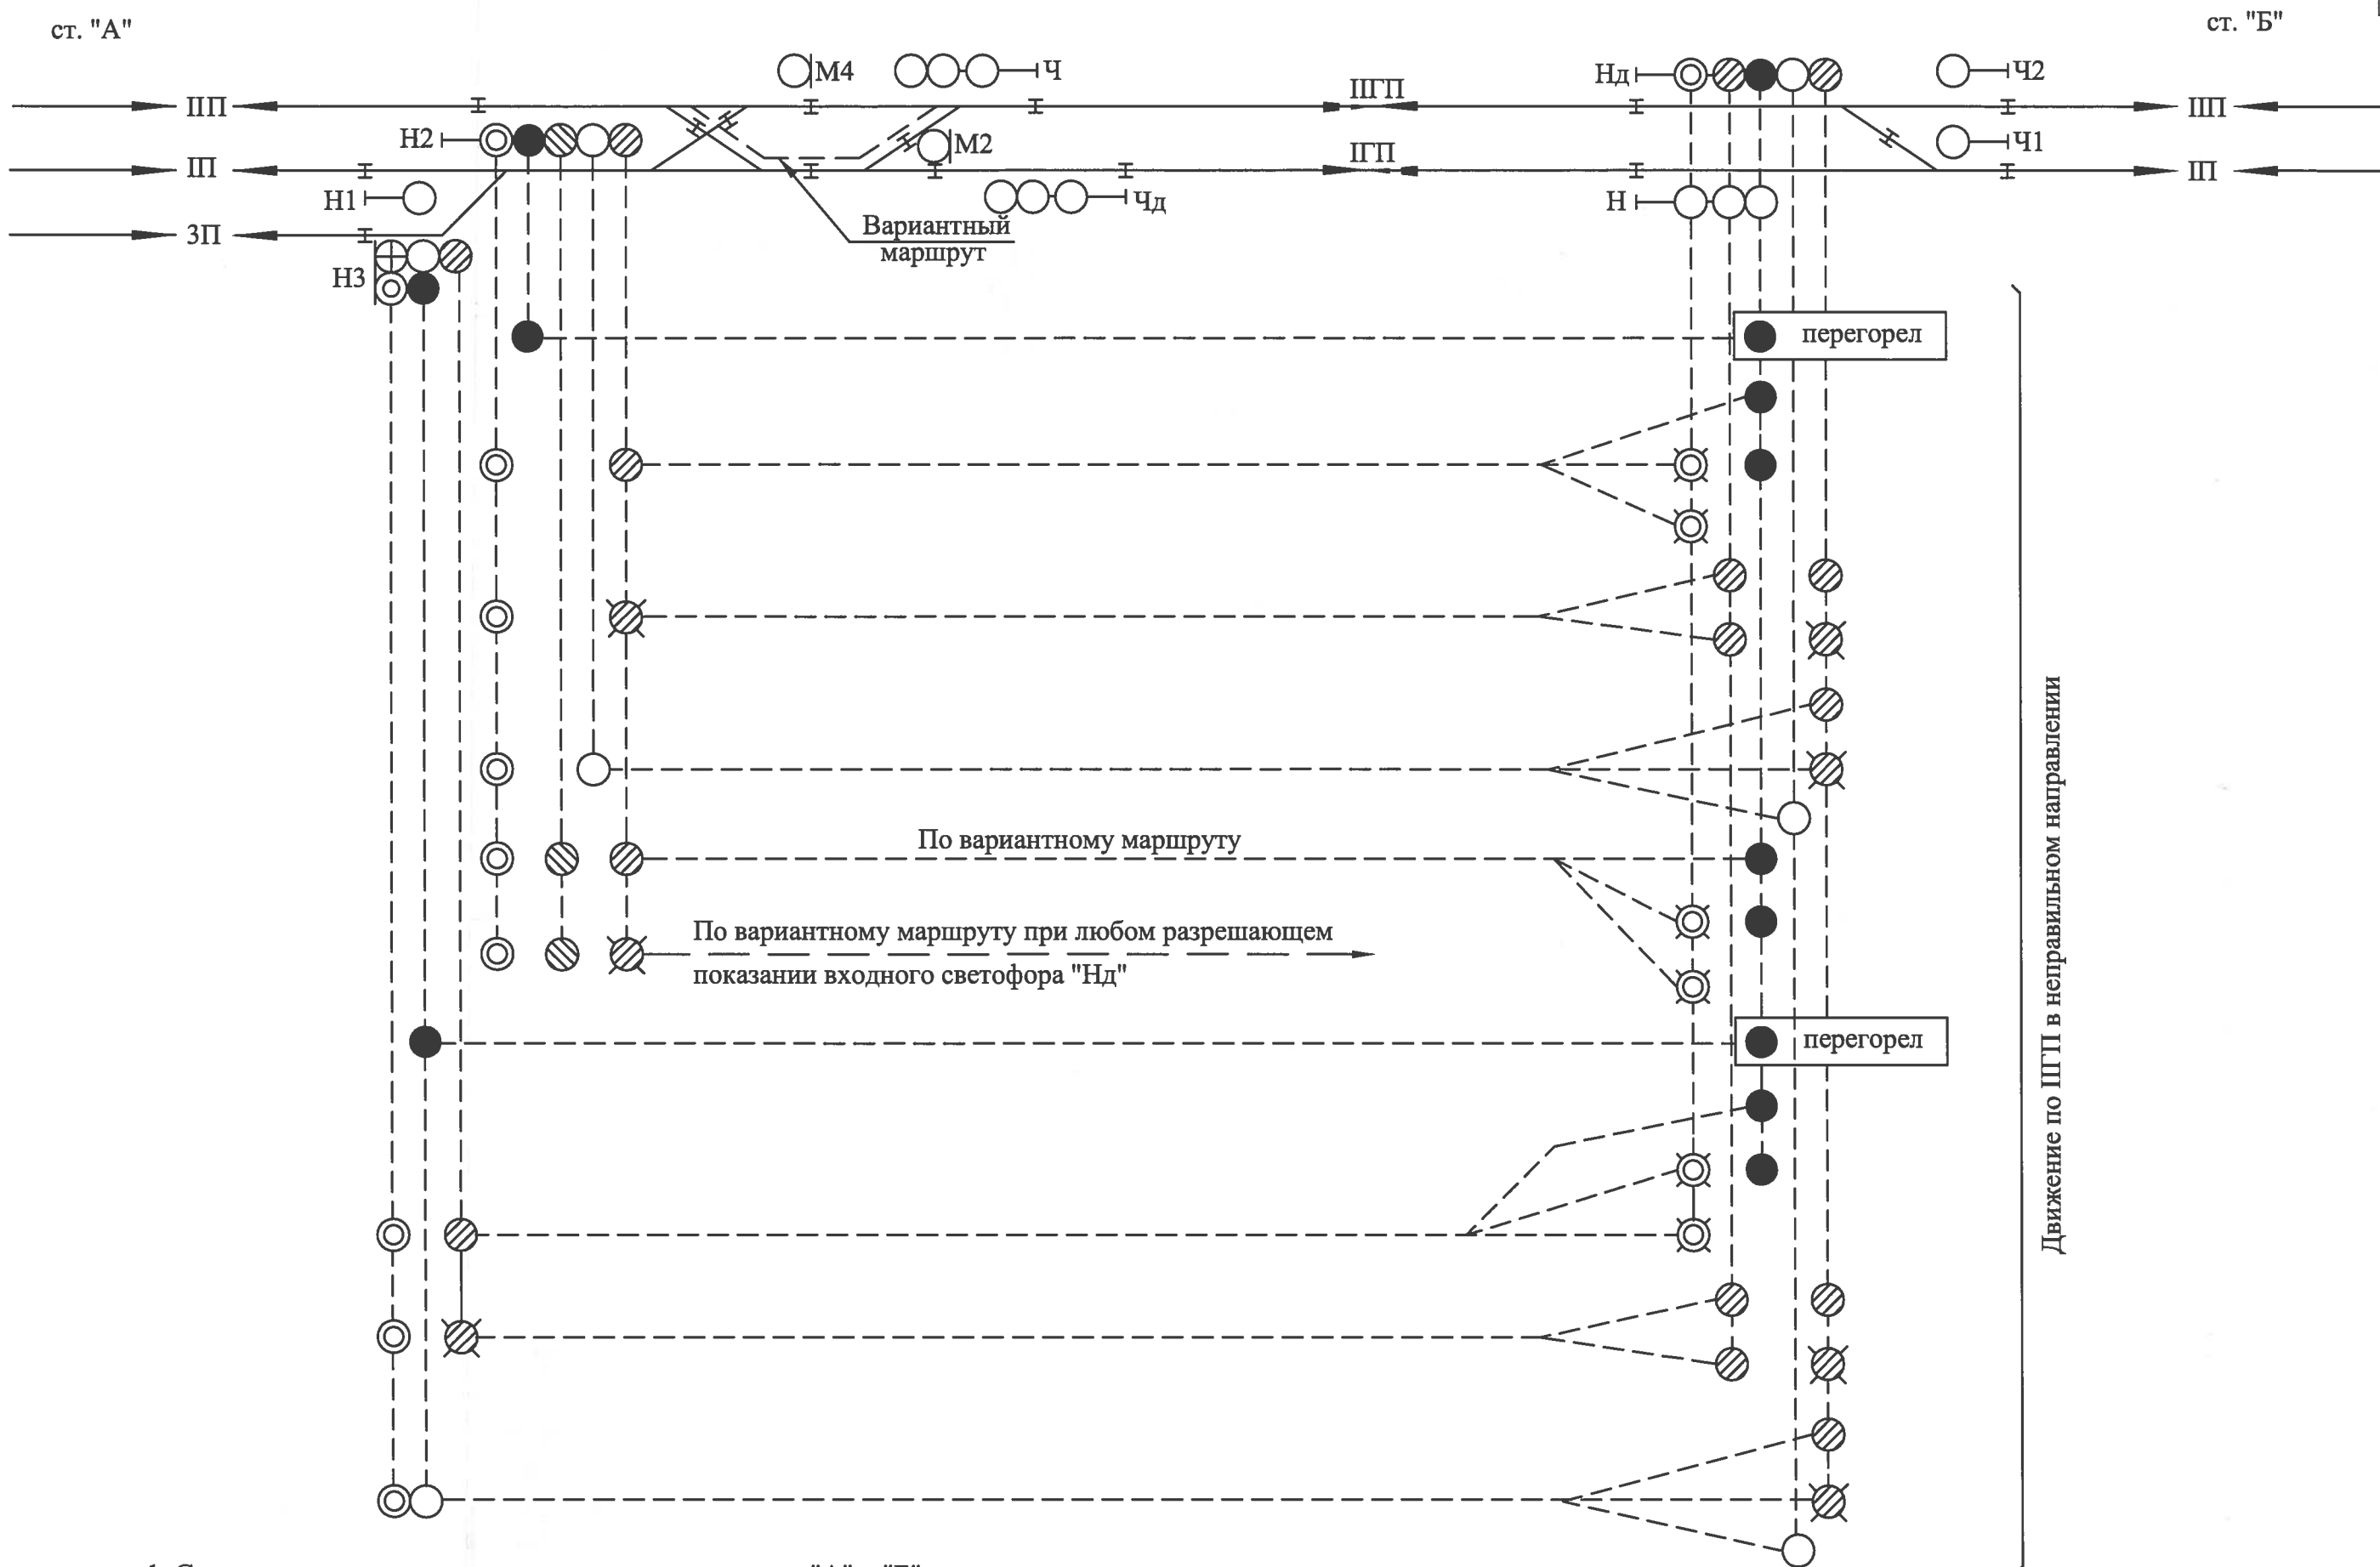 ст. "А"
ст. "Б"
М4
Ч
Нд
Ч2
IIП
IIГП
IIП
Н2
М2
Ч1
IП
IГП
IП
Н1
Чд
Н
3П
Вариантный
маршрут
Н3
перегорел
По вариантному маршруту
По вариантному маршруту при любом разрешающем
показании входного светофора "Нд"
перегорел
Движение по IIГП в неправильном направлении